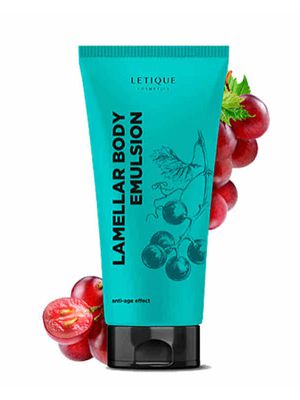 LETIQUE
COSMETICS
LAMELLAR BODY
EMULSION
anti-age effect